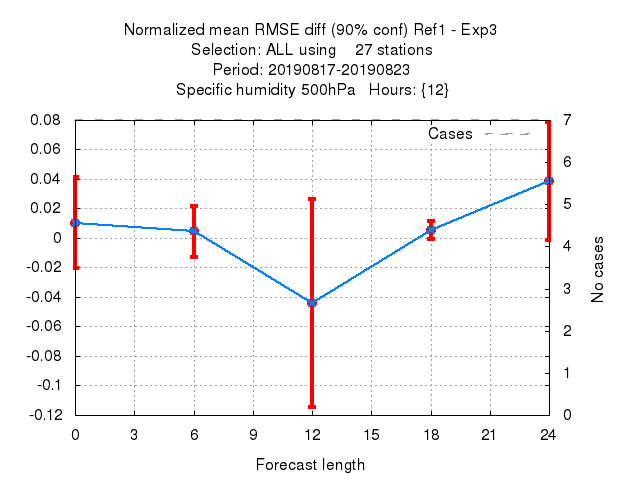 Normalized mean RMSE diff (90% conf) Ref1 - Exp3
Selection: ALL using    27 stations
Period: 20190817-20190823
Specific humidity 500hPa   Hours: {12}
Cases
0.08
0.06
0.04
0.02
0
-0.02
-0.04
-0.06
-0.08
-0.1
-0.12
7
6
5
4
3
2
1
0
No cases
0 3 6 9 12 15 18 21 24
Forecast length